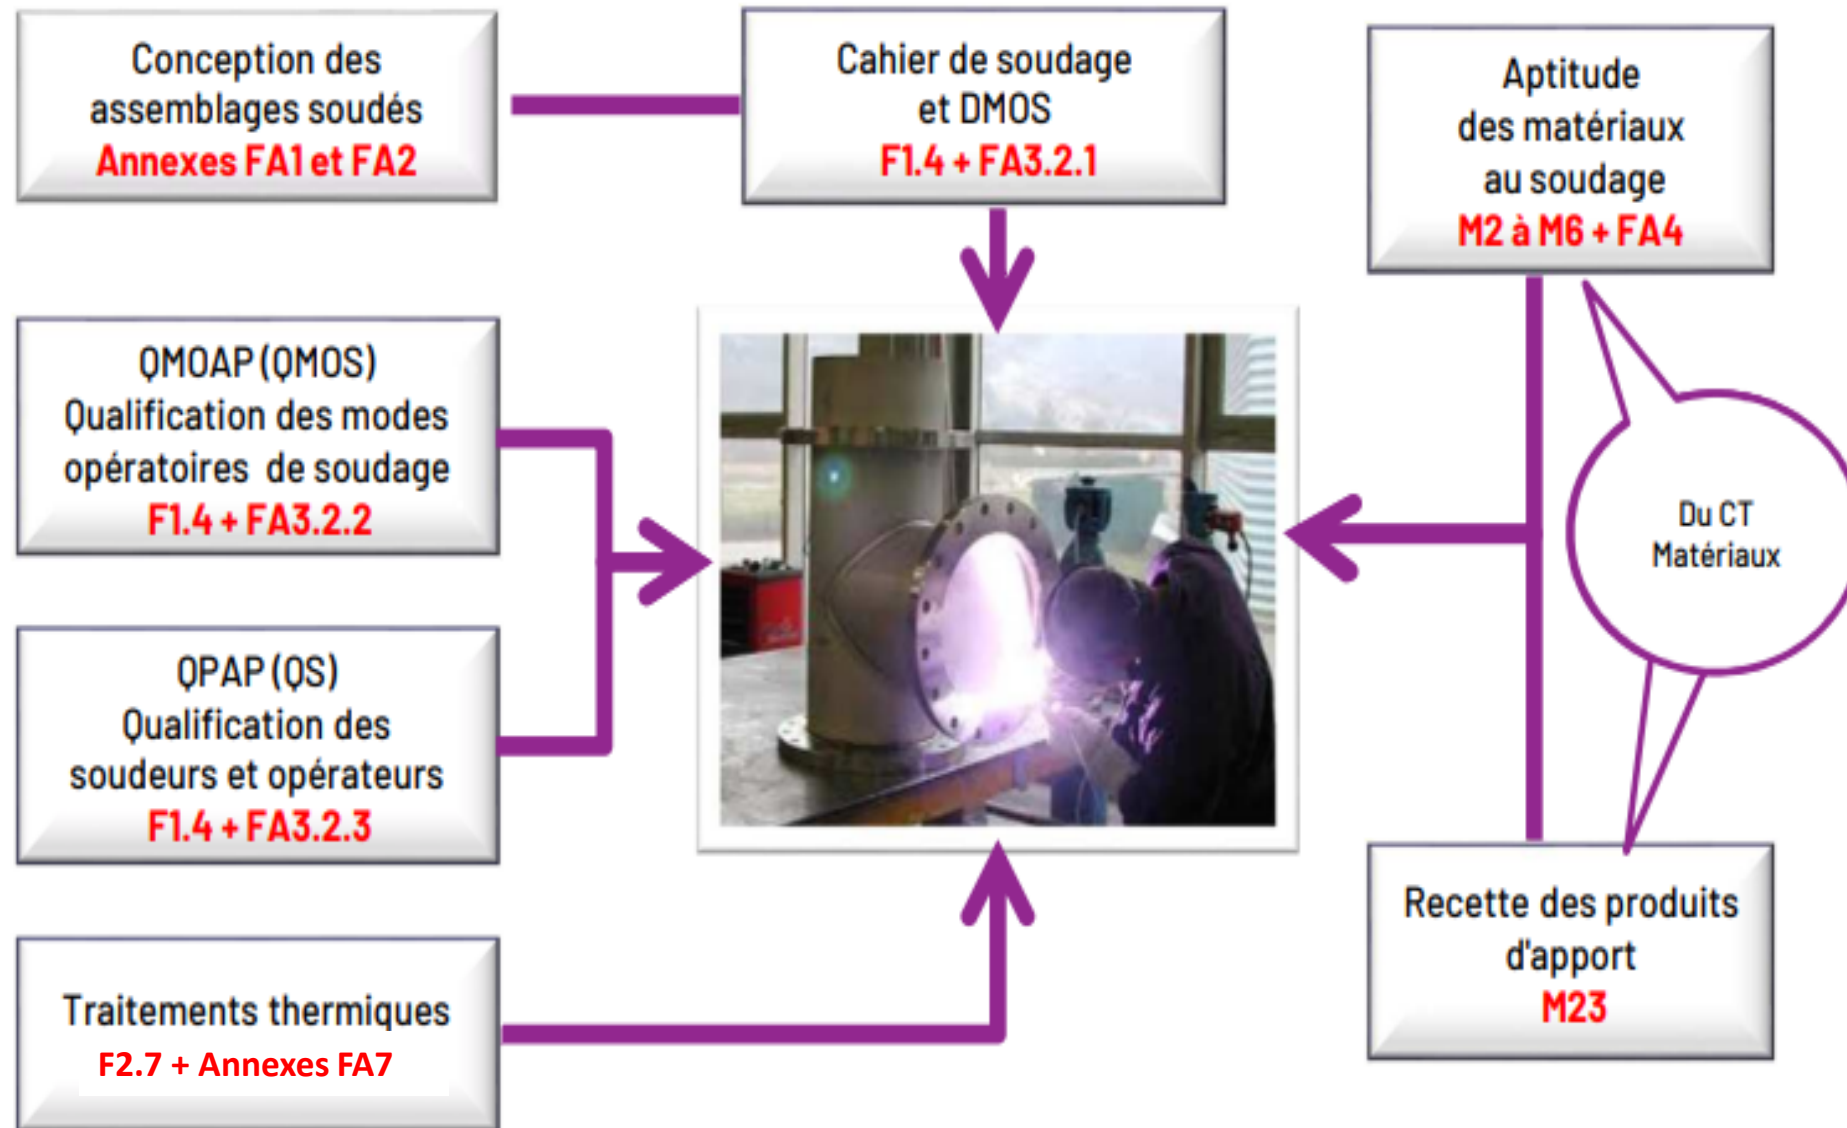 Conception des
assemblages soudés
Annexes FA1 et FA2
Cahier de soudage
et DMOS
F1.4 + FA3.2.1
Aptitude
des matériaux
au soudage
M2 à M6 + FA4
QMOAP (QMOS)
Qualification des modes
opératoires de soudage
F1.4 + FA3.2.2
Du CT
Matériaux
QPAP (QS)
Qualification des
soudeurs et opérateurs
F1.4 + FA3.2.3
Recette des produits
d'apport
M23
Traitements thermiques
F2.7 + Annexes FA7